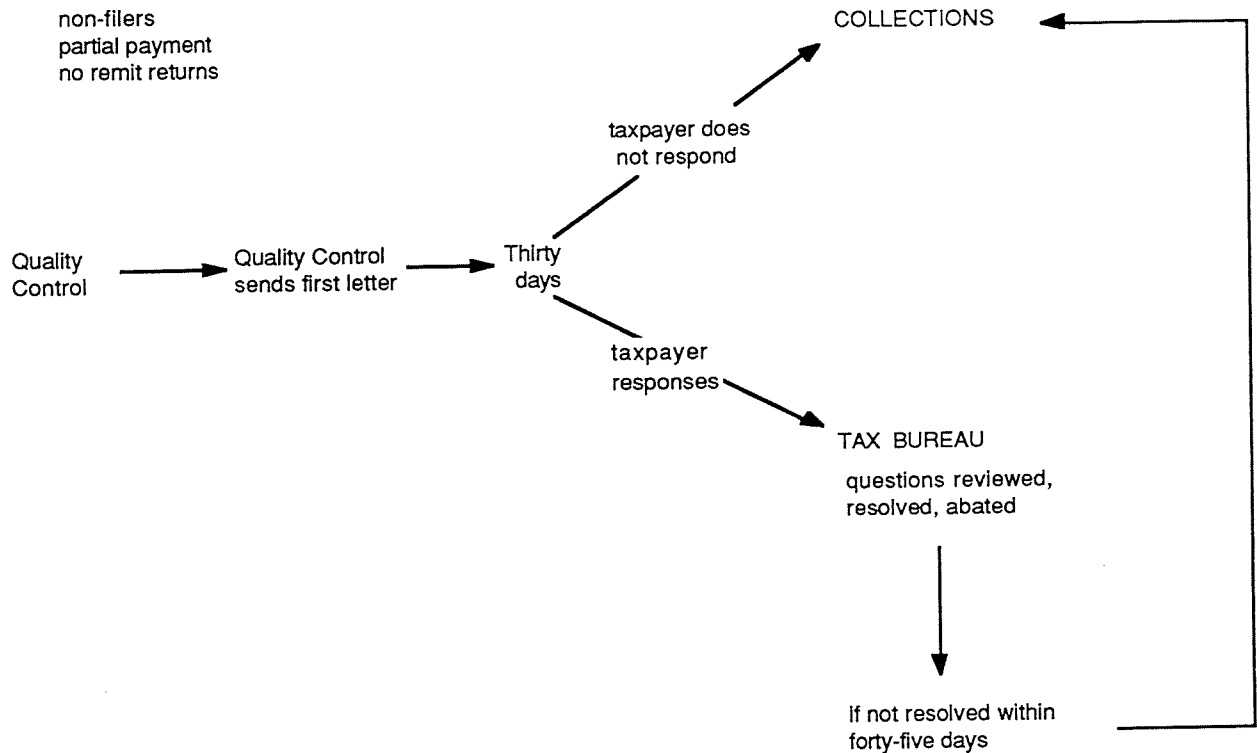 non-filers
partial payment
no remit returns
COLLECTIONS
taxpayer does
not respond
Quality
Control
Quality Control
sends first letter
Thirty
days
taxpayer
responses
TAX BUREAU
questions reviewed,
resolved, abated
If not resolved within
forty-five days